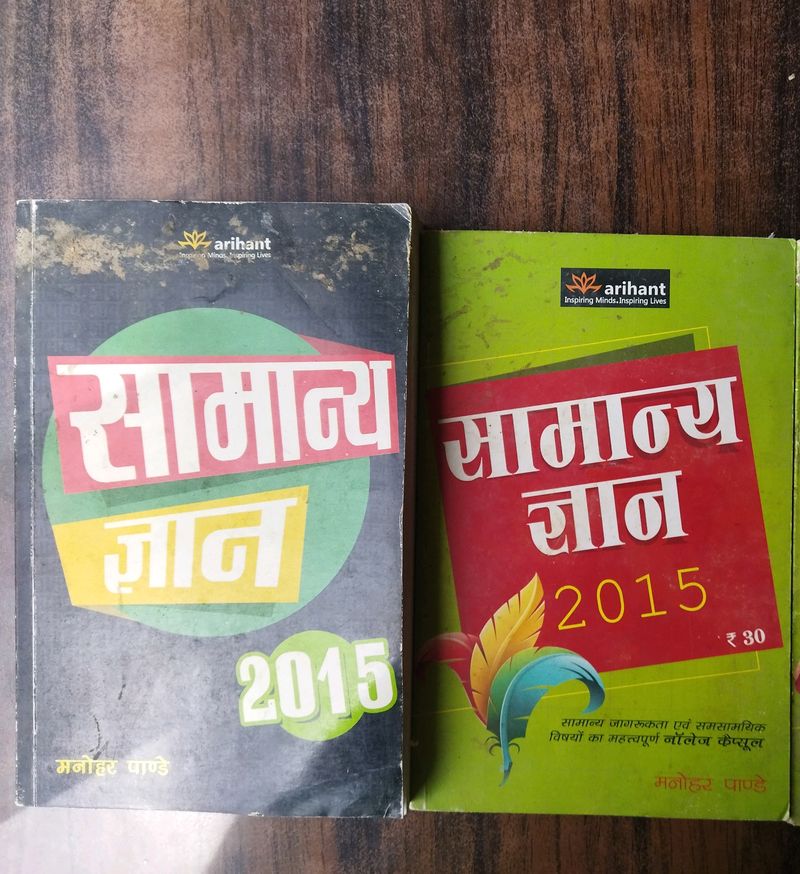 arihant
Inspiring Minds. Inspiring Lives
सामान्य
ज्ञान
2015
मनोहर पाण्डे
arihant
Inspiring Minds. Inspiring Lives
सामान्य
ज्ञान
2015
₹ 30
सामान्य जागरूकता एवं समसामयिक
विषयों का महत्त्वपूर्ण नॉलेज कैप्सूल
मनोहर पाण्डे